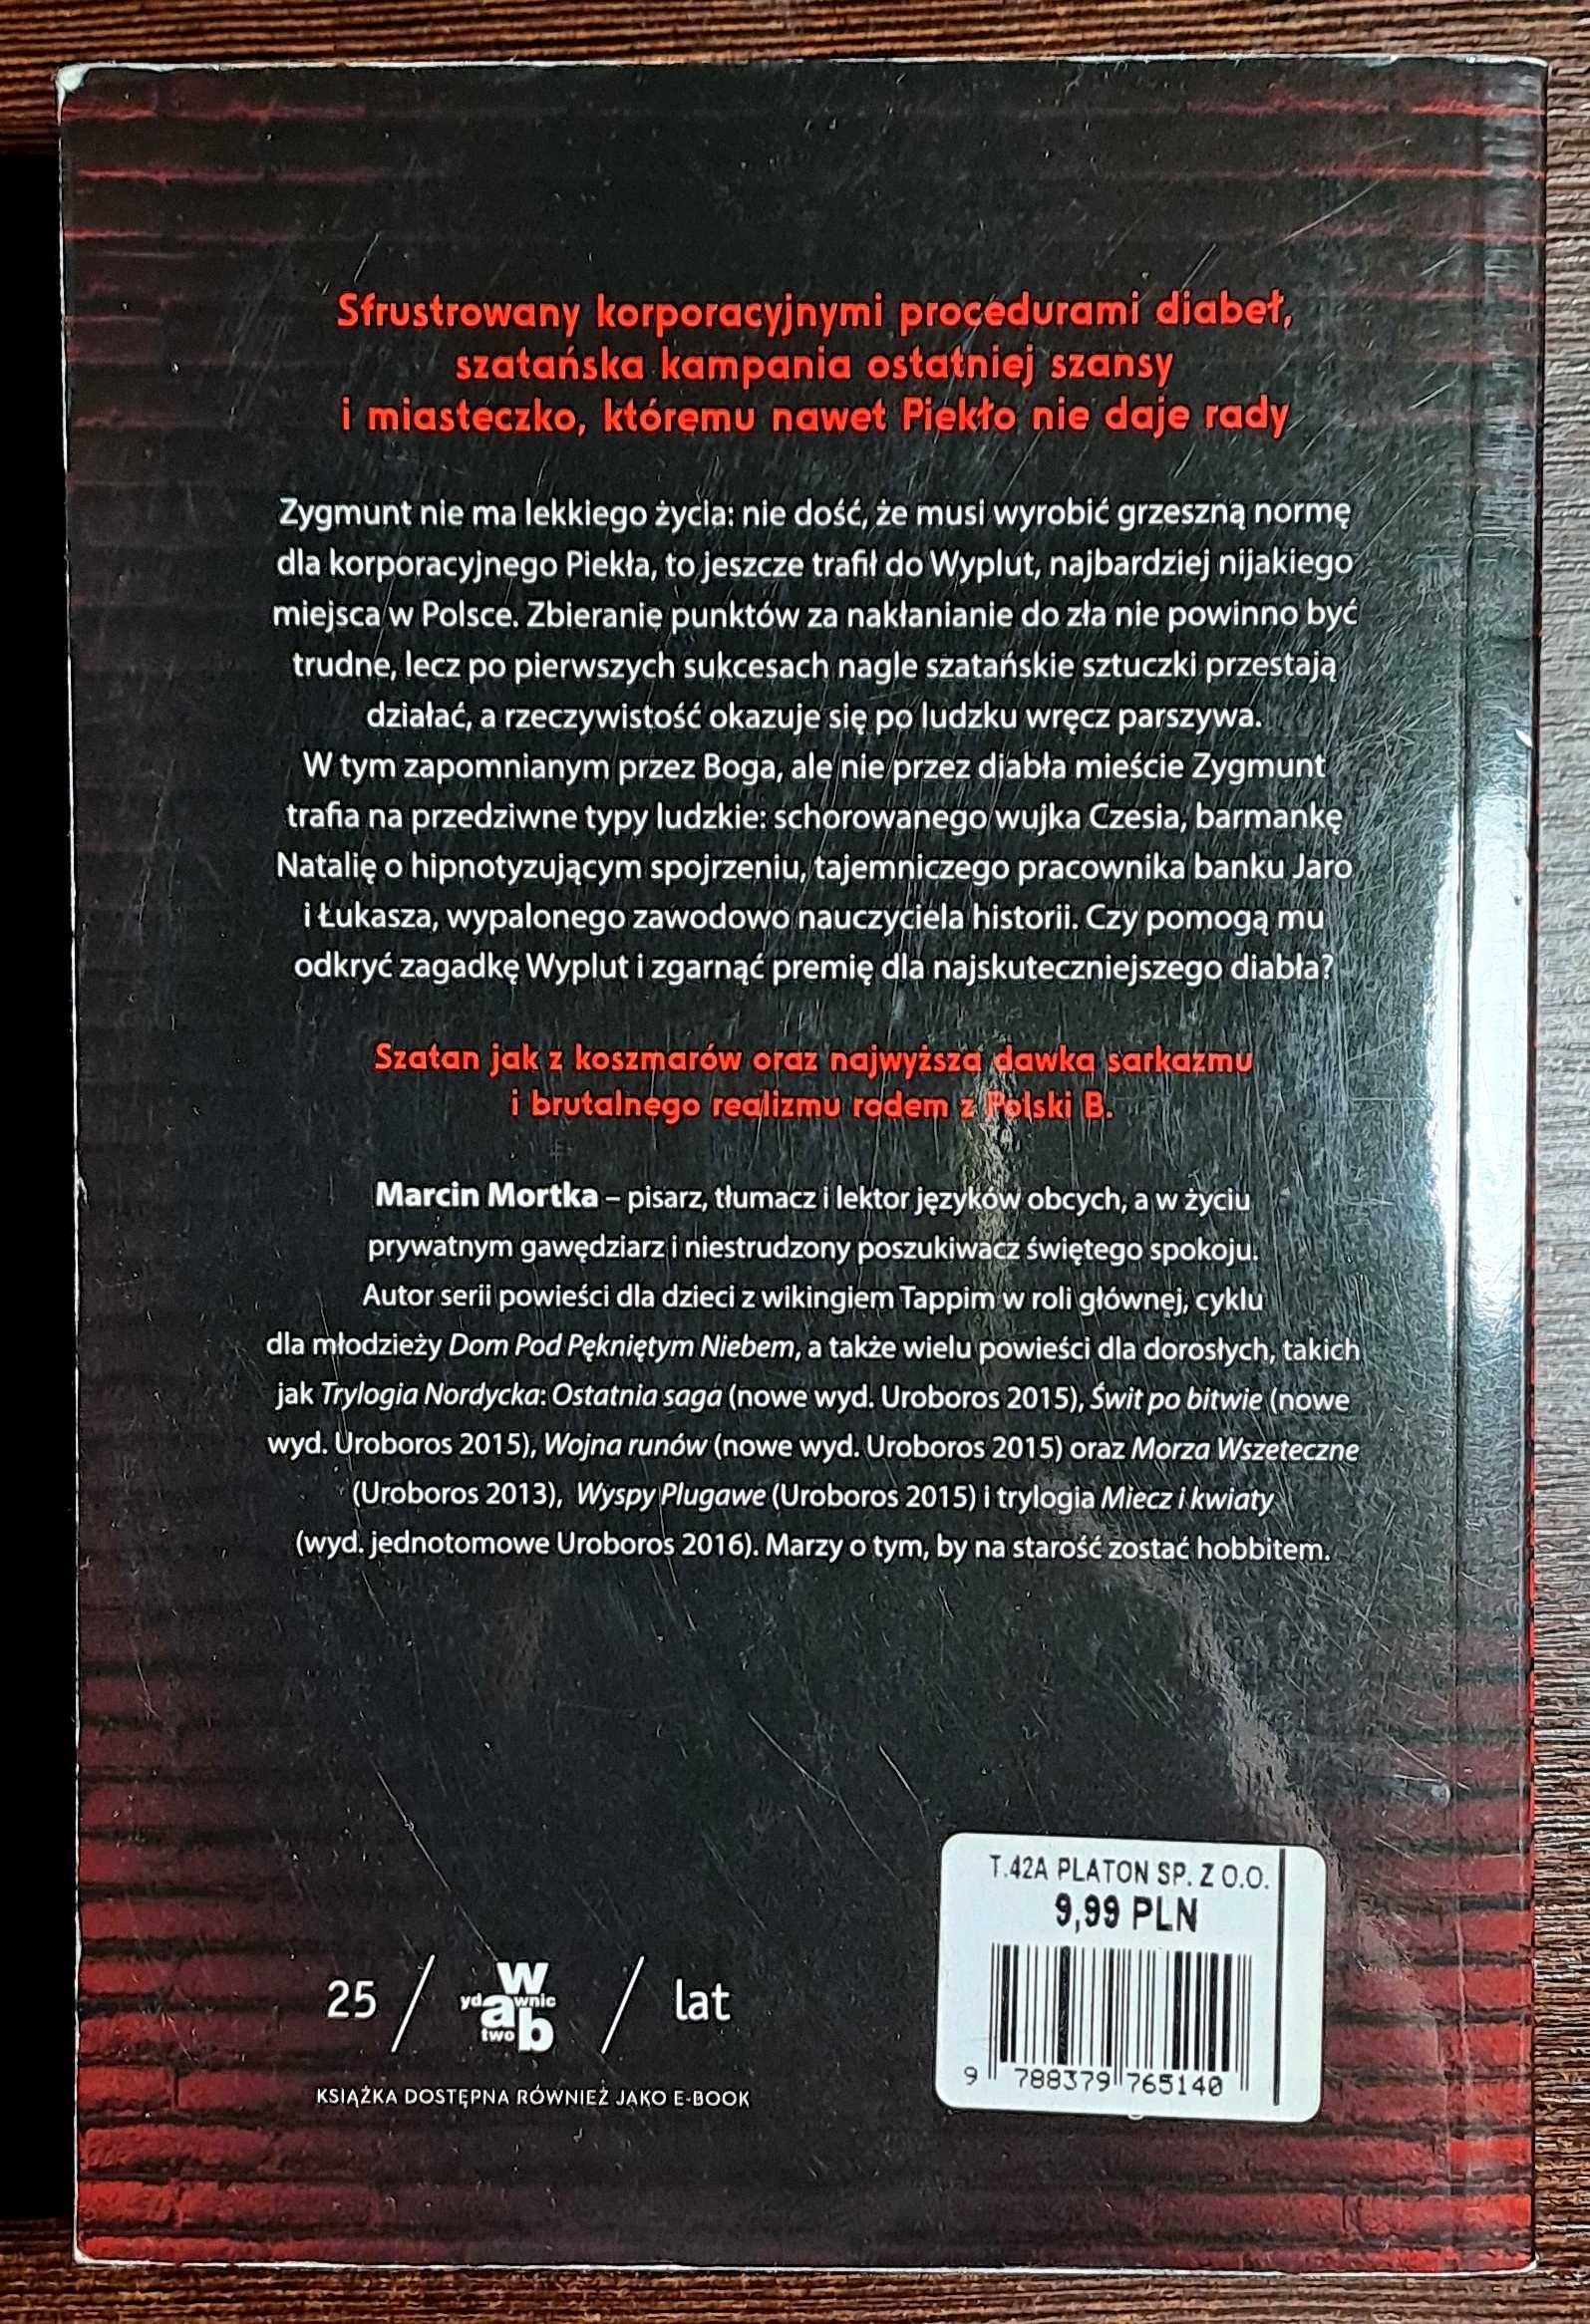 Sfrustrowany korporacyjnymi procedurami diabeł,
szatańska kampania ostatniej szansy
i miasteczko, któremu nawet Piekło nie daje rady
Zygmunt nie ma lekkiego życia: nie dość, że musi wyrobić grzeszną normę
dla korporacyjnego Piekła, to jeszcze trafił do Wyplut, najbardziej nijakiego
miejsca w Polsce. Zbieranie punktów za nakłanianie do zła nie powinno być
trudne, lecz po pierwszych sukcesach nagle szatańskie sztuczki przestają
działać, a rzeczywistość okazuje się po ludzku wręcz parszywa.
W tym zapomnianym przez Boga, ale nie przez diabła mieście Zygmunt
trafia na przedziwne typy ludzkie: schorowanego wujka Czesia, barmankę
Natalię o hipnotyzującym spojrzeniu, tajemniczego pracownika banku Jaro
i Łukasza, wypalonego zawodowo nauczyciela historii. Czy pomogą mu
odkryć zagadkę Wyplut i zgarnąć premię dla najskuteczniejszego diabła?
Szatan jak z koszmarów oraz najwyższa dawka sarkazmu
i brutalnego realizmu rodem z Polski B.
Marcin Mortka – pisarz, tłumacz i lektor języków obcych, a w życiu
prywatnym gawędziarz i niestrudzony poszukiwacz świętego spokoju.
Autor serii powieści dla dzieci z wikingiem Tappim w roli głównej, cyklu
dla młodzieży Dom Pod Pękniętym Niebem, a także wielu powieści dla dorosłych, takich
jak Trylogia Nordycka: Ostatnia saga (nowe wyd. Uroboros 2015), Świt po bitwie (nowe
wyd. Uroboros 2015), Wojna runów (nowe wyd. Uroboros 2015) oraz Morza Wszeteczne
(Uroboros 2013), Wyspy Plugawe (Uroboros 2015) i trylogia Miecz i kwiaty
(wyd. jednotomowe Uroboros 2016). Marzy o tym, by na starość zostać hobbitem.
T.42A PLATON SP. Z O.O.
9,99 PLN
9 788379 765140
25 / wydawnictwo ab / lat
KSIĄŻKA DOSTĘPNA RÓWNIEŻ JAKO E-BOOK